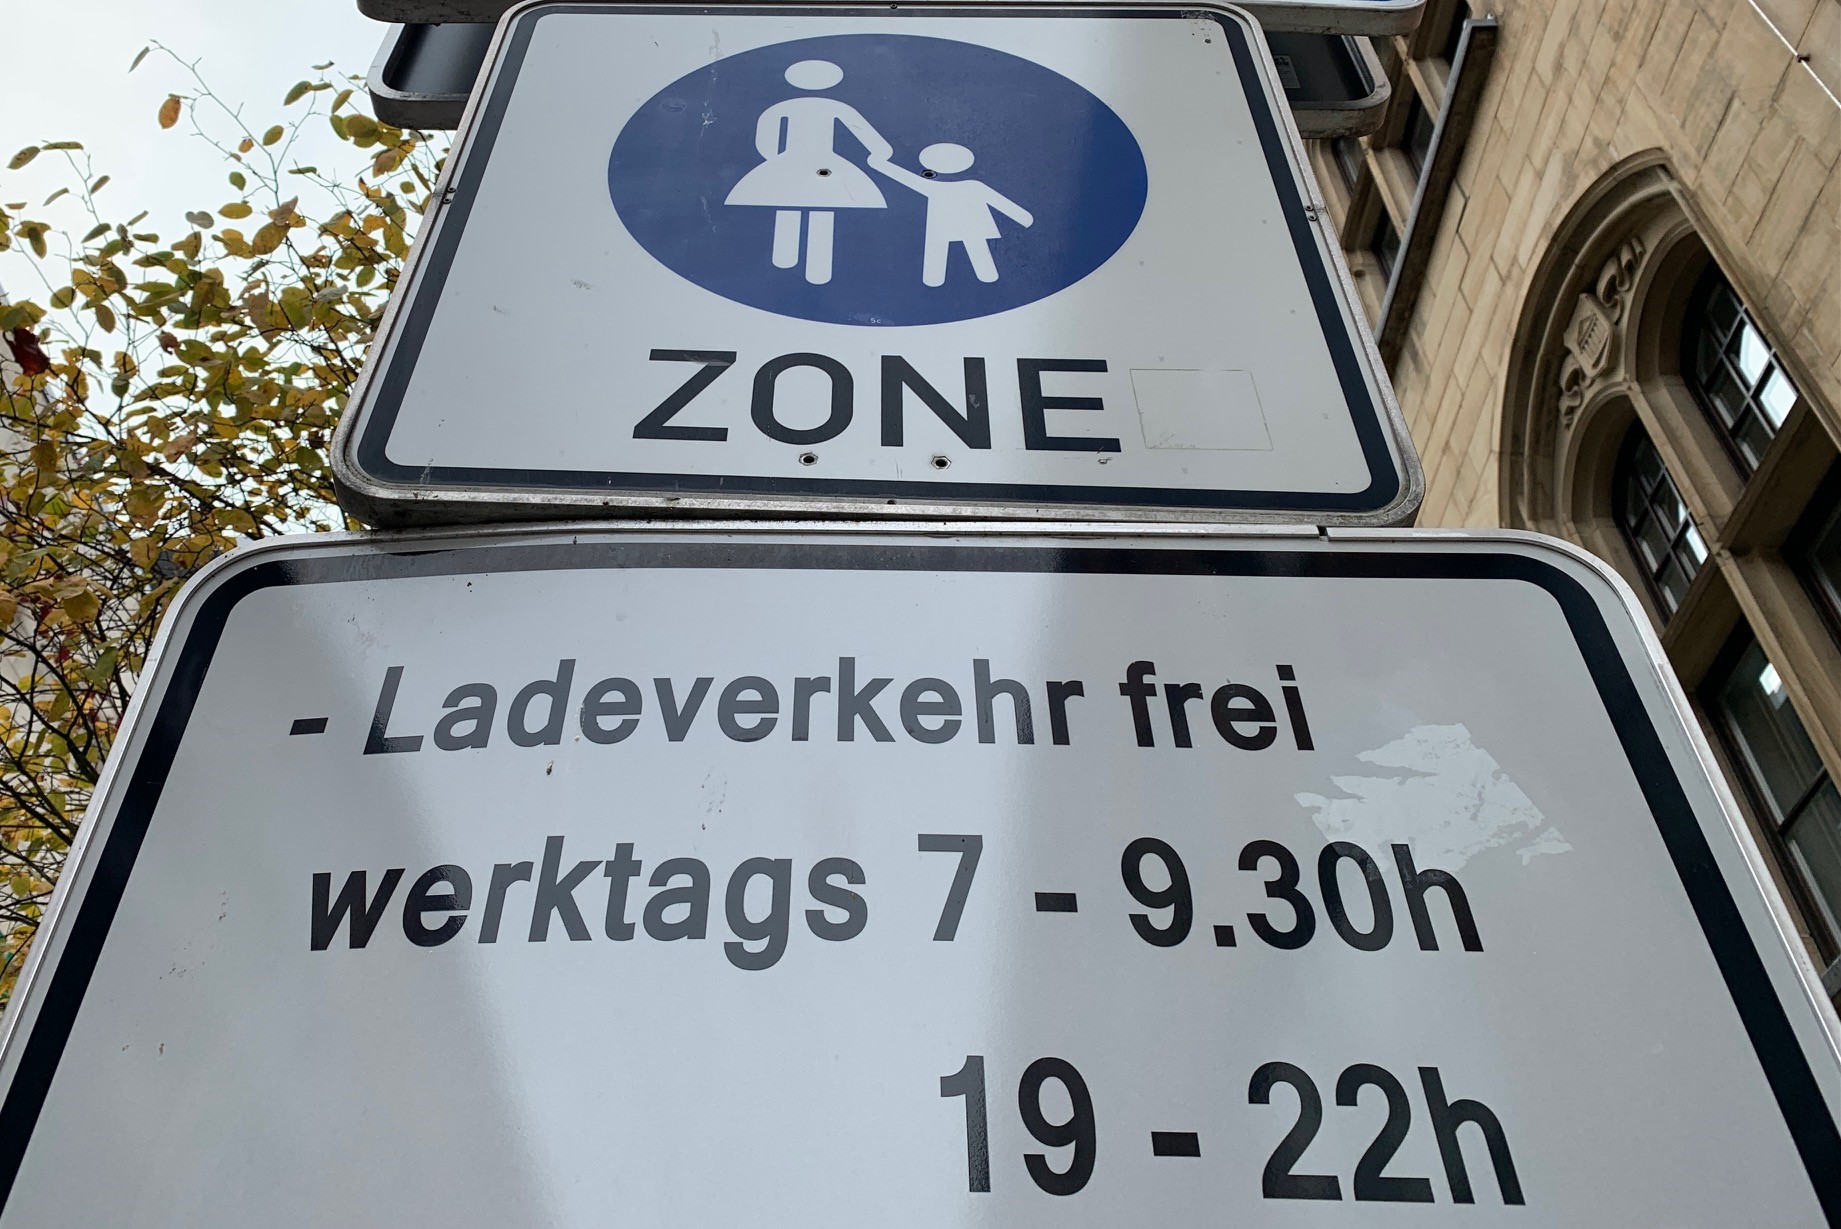 ZONE
- Ladeverkehr frei
werktags 7 - 9.30h
19 - 22h